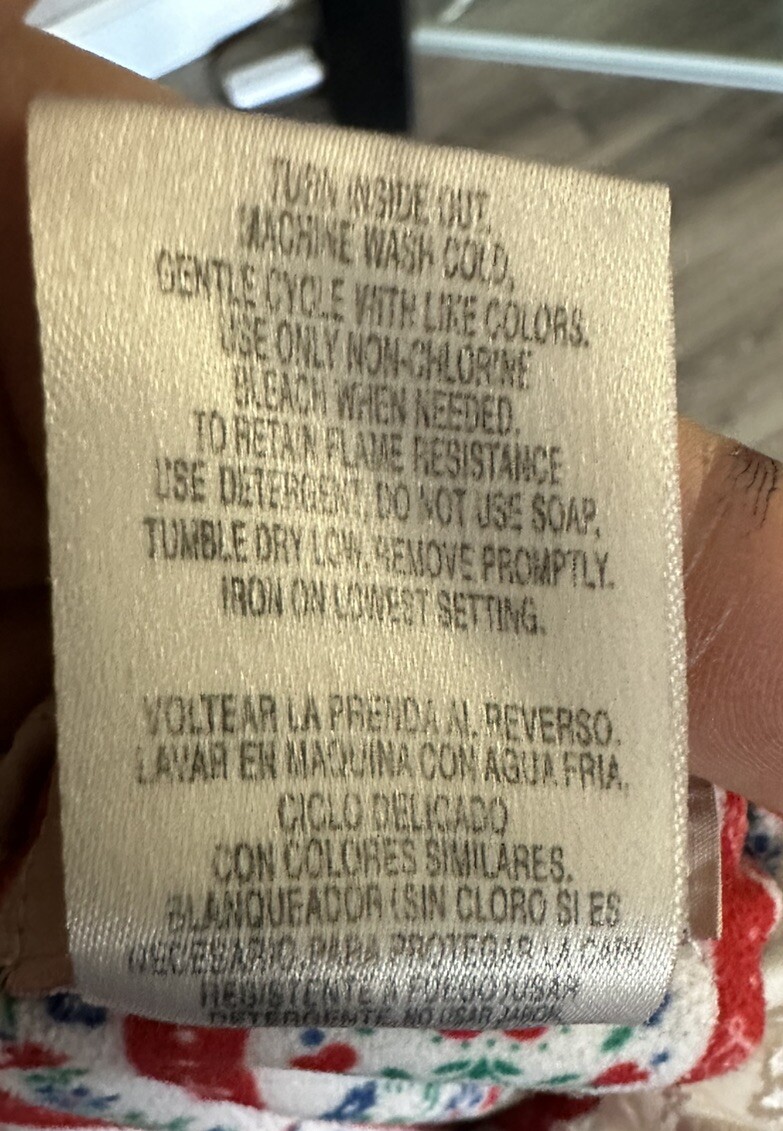 TURN INSIDE OUT.
MACHINE WASH COLD,
GENTLE CYCLE WITH LIKE COLORS.
USE ONLY NON-CHLORINE
BLEACH WHEN NEEDED.
TO RETAIN FLAME RESISTANCE
USE DETERGENT, DO NOT USE SOAP.
TUMBLE DRY LOW, REMOVE PROMPTLY.
IRON ON LOWEST SETTING.
VOLTEAR LA PRENDA AL REVERSO.
LAVAR EN MAQUINA CON AGUA FRIA,
CICLO DELICADO
CON COLORES SIMILARES.
BLANQUEADOR (SIN CLORO SI ES
NECESARIO, PARA PROTEGAR LA CAPA
RESISTENTE A FUEGO) USAR
DETERGENTE, NO USAR JABON.